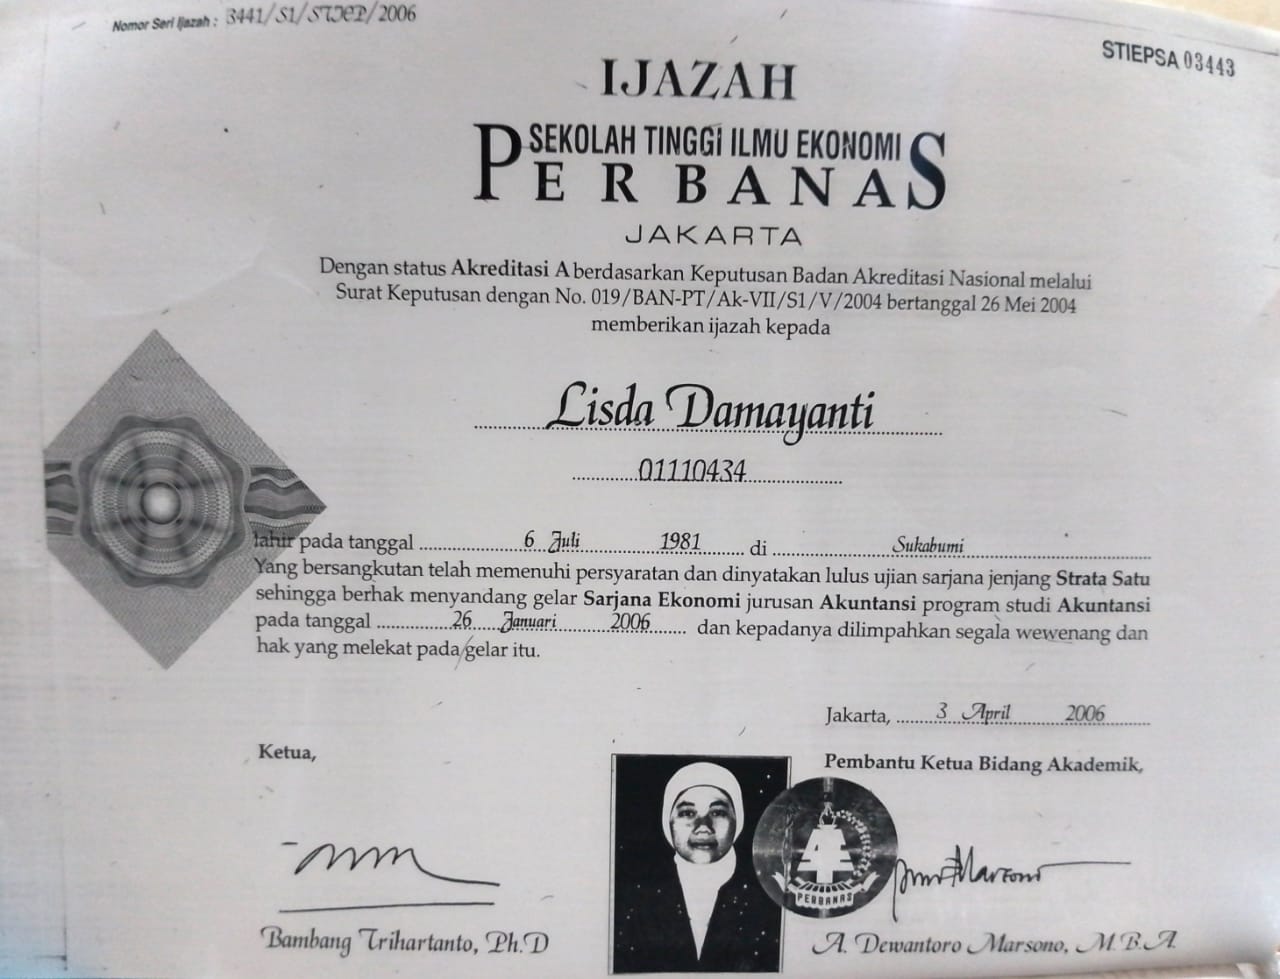 Nomor Seri Ijazah : 3441/S1/STIEP/2006
STIEPSA 03443
IJAZAH
SEKOLAH TINGGI ILMU EKONOMI
PERBANAS
JAKARTA
Dengan status Akreditasi A berdasarkan Keputusan Badan Akreditasi Nasional melalui
Surat Keputusan dengan No. 019/BAN-PT/Ak-VII/S1/V/2004 bertanggal 26 Mei 2004
memberikan ijazah kepada
Lisda Damayanti
01110434
lahir pada tanggal 6 Juli 1981 di Sukabumi
Yang bersangkutan telah memenuhi persyaratan dan dinyatakan lulus ujian sarjana jenjang Strata Satu
sehingga berhak menyandang gelar Sarjana Ekonomi jurusan Akuntansi program studi Akuntansi
pada tanggal 26 Januari 2006 dan kepadanya dilimpahkan segala wewenang dan
hak yang melekat pada gelar itu.
Jakarta, 3 April 2006
Ketua,
Pembantu Ketua Bidang Akademik,
PERBANAS
Bambang Trihartanto, Ph.D
A. Dewantoro Marsono, M.B.A.